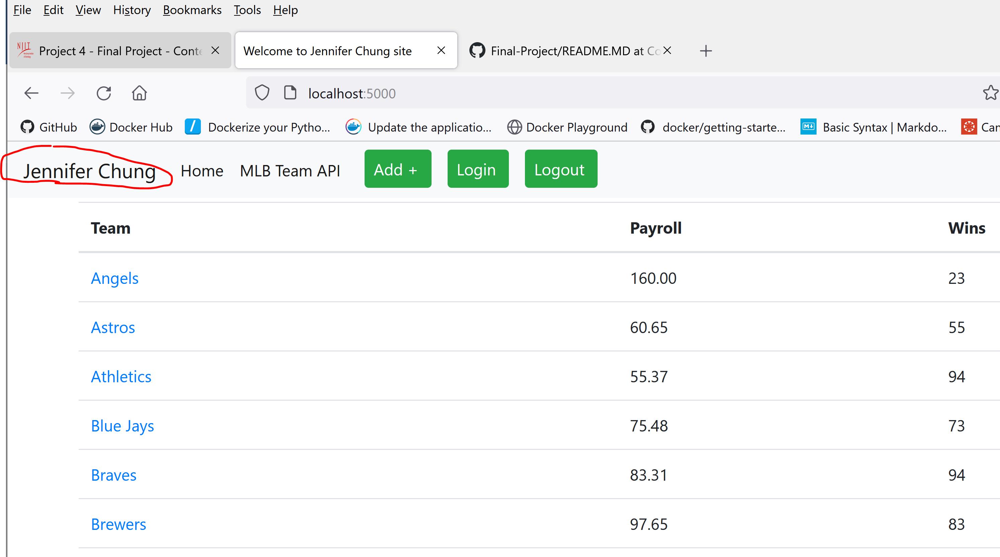 File Edit View History Bookmarks Tools Help
NJIT Project 4 - Final Project - Conte Welcome to Jennifer Chung site Final-Project/README.MD at Co
localhost:5000
GitHub Docker Hub Dockerize your Pytho... Update the applicatio... Docker Playground docker/getting-starte... Basic Syntax | Markdo... Can
Jennifer Chung Home MLB Team API Add + Login Logout
Team Payroll Wins
Angels 160.00 23
Astros 60.65 55
Athletics 55.37 94
Blue Jays 75.48 73
Braves 83.31 94
Brewers 97.65 83